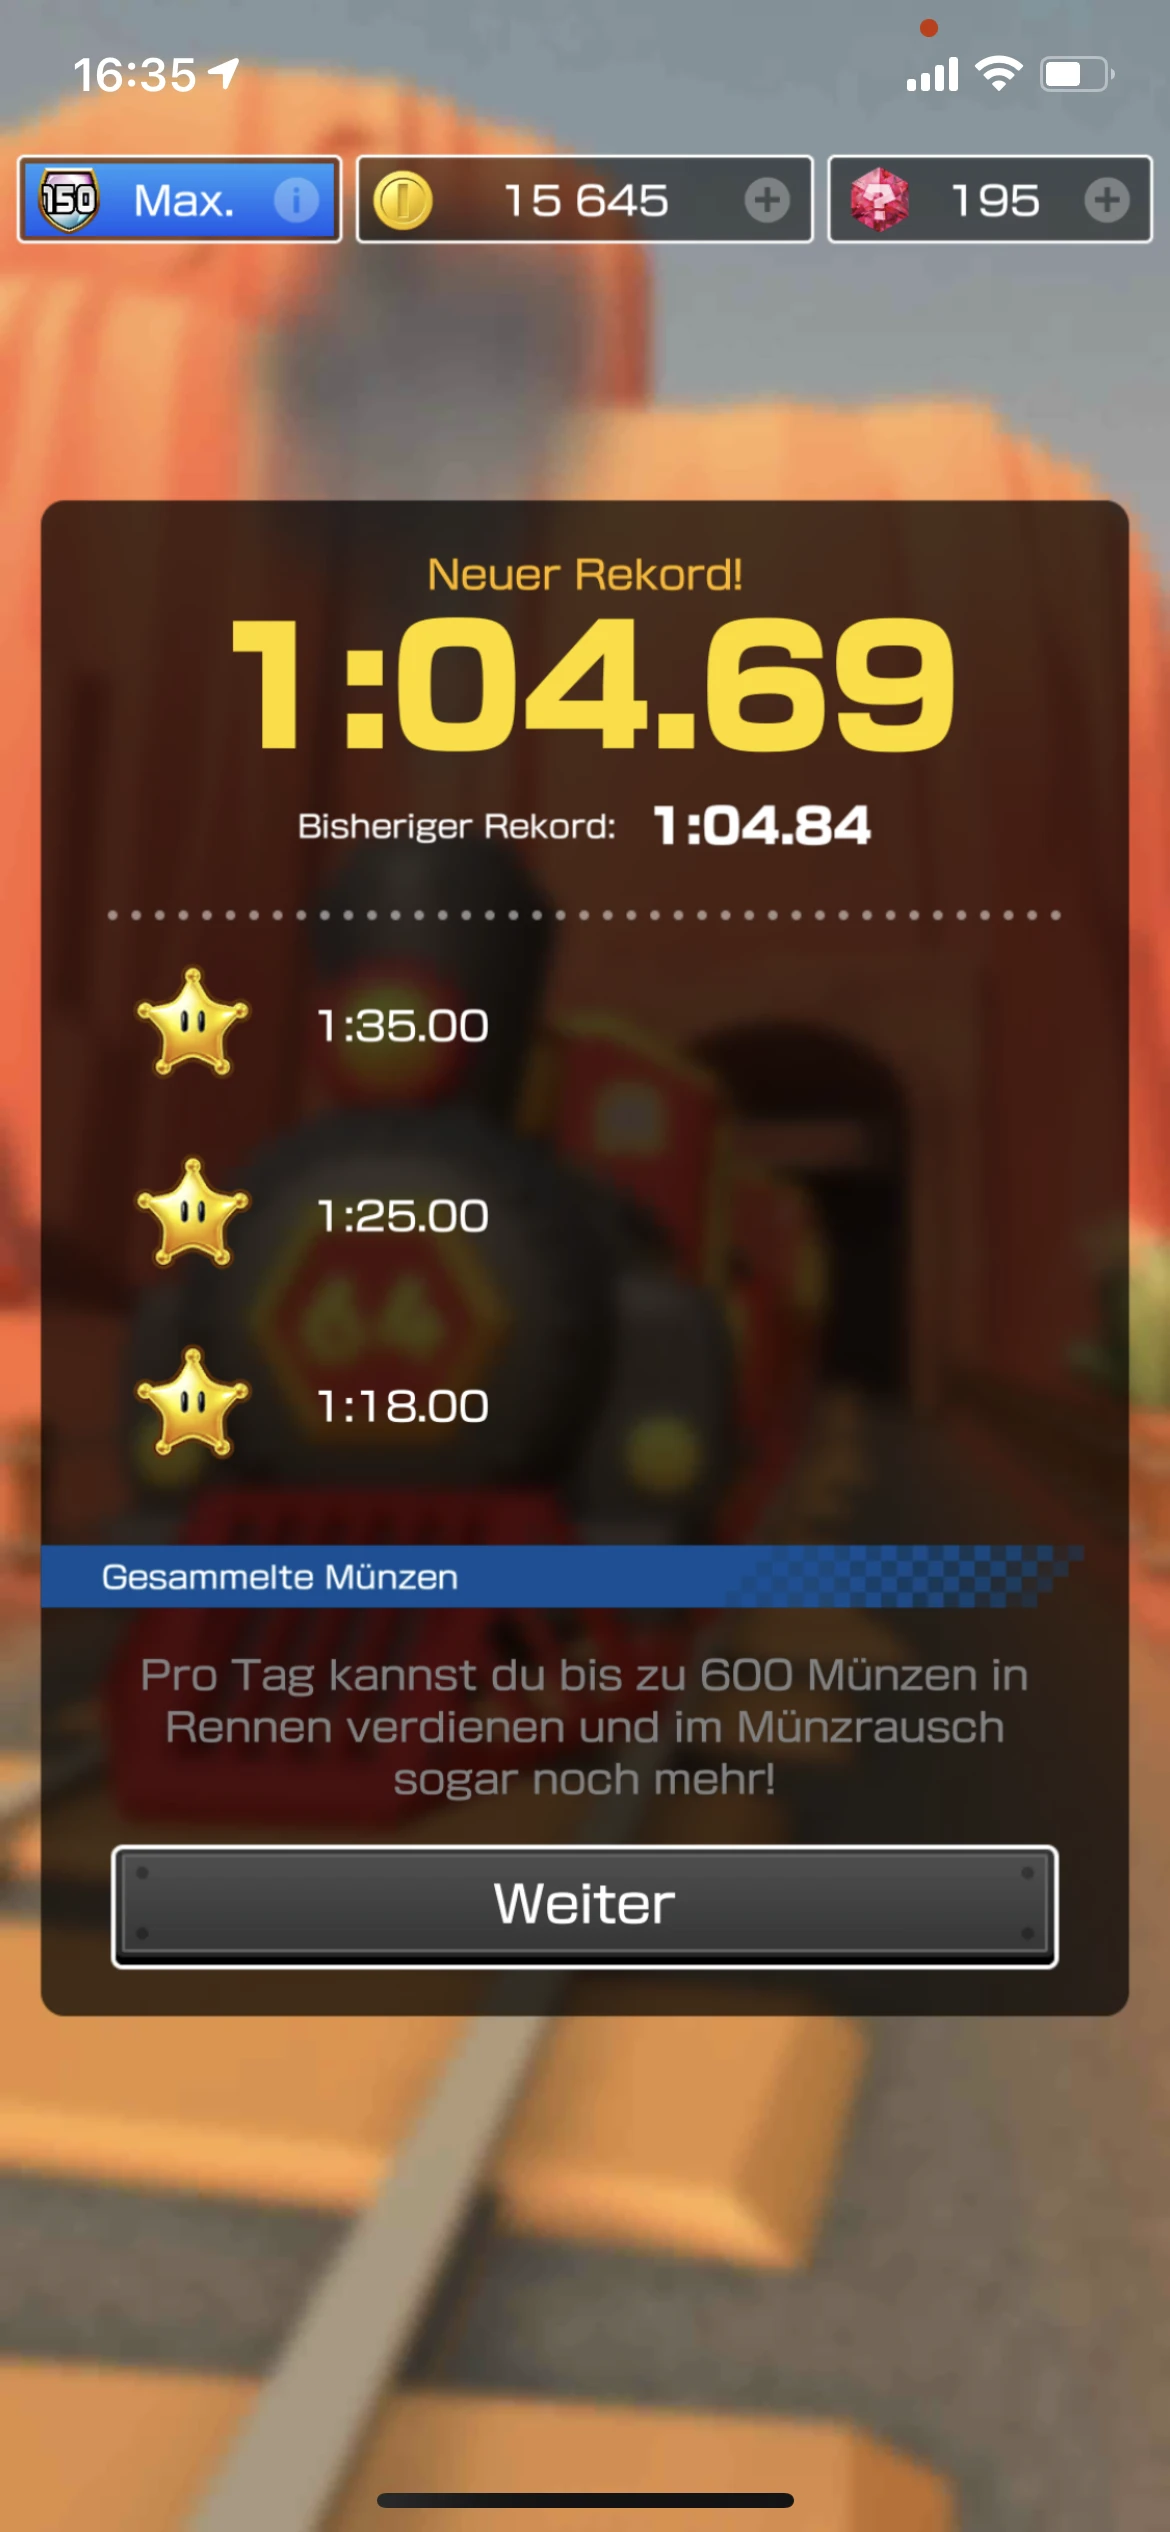 16:35
150 Max. i 15 645 + ? 195 +
Neuer Rekord!
1:04.69
Bisheriger Rekord: 1:04.84
1:35.00
1:25.00
64
1:18.00
Gesammelte Münzen
Pro Tag kannst du bis zu 600 Münzen in
Rennen verdienen und im Münzrausch
sogar noch mehr!
Weiter